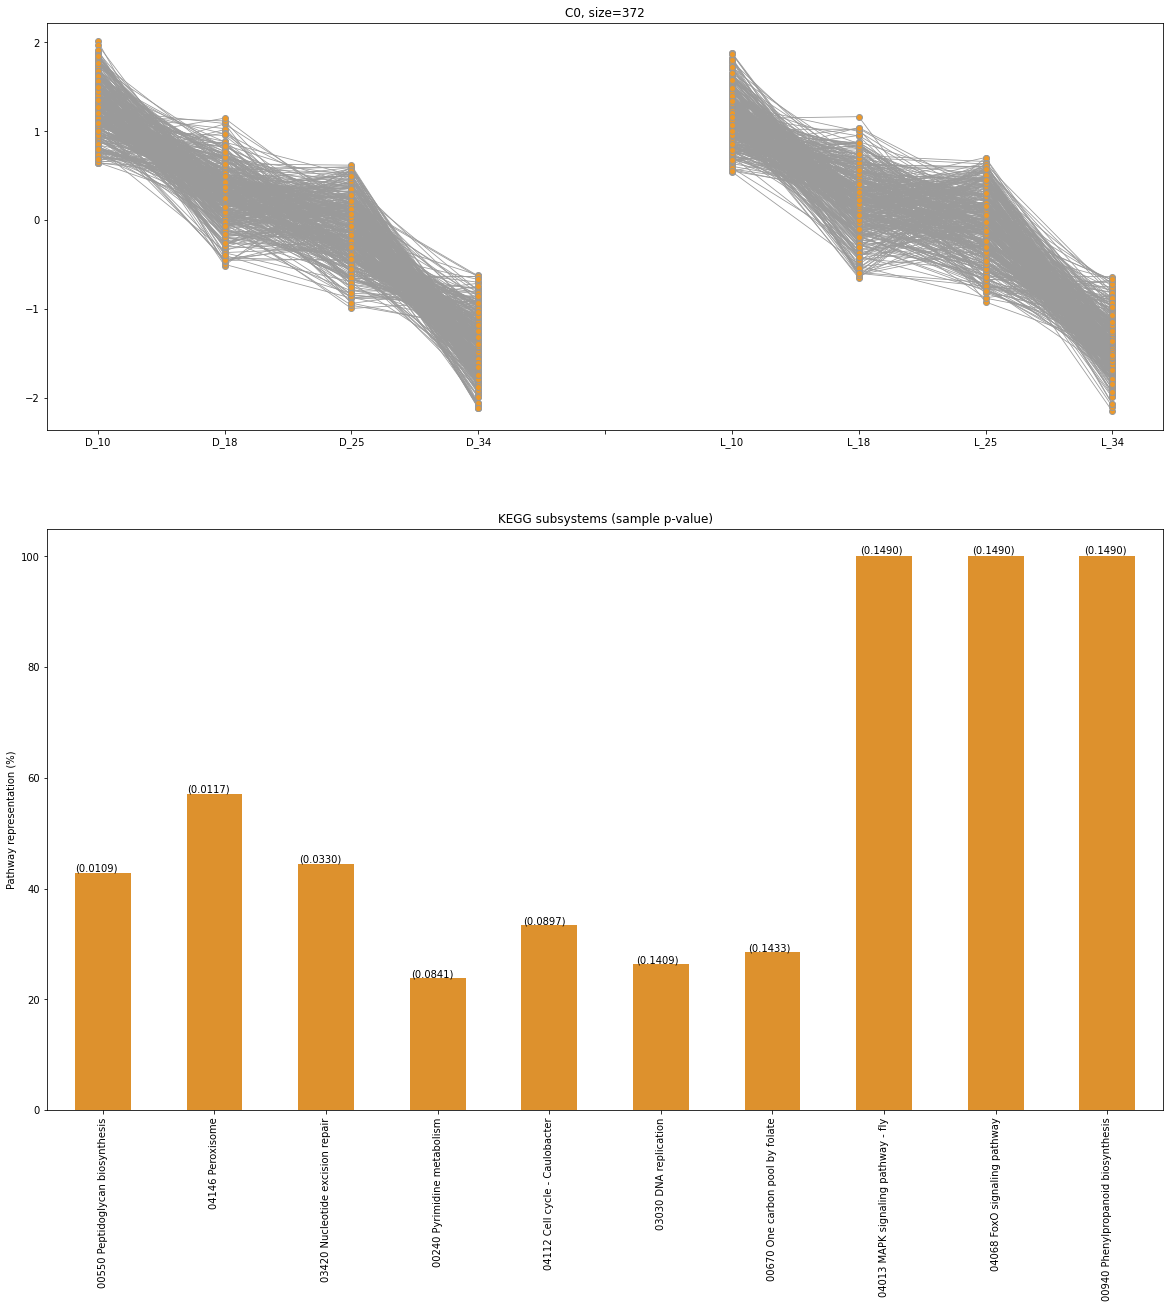 C0, size=372
2
1
0
−1
−2
D_10 D_18 D_25 D_34 L_10 L_18 L_25 L_34
KEGG subsystems (sample p-value)
Pathway representation (%)
100
80
60
40
20
0
(0.0109)
(0.0117)
(0.0330)
(0.0841)
(0.0897)
(0.1409)
(0.1433)
(0.1490)
(0.1490)
(0.1490)
00550 Peptidoglycan biosynthesis
04146 Peroxisome
03420 Nucleotide excision repair
00240 Pyrimidine metabolism
04112 Cell cycle - Caulobacter
03030 DNA replication
00670 One carbon pool by folate
04013 MAPK signaling pathway - fly
04068 FoxO signaling pathway
00940 Phenylpropanoid biosynthesis